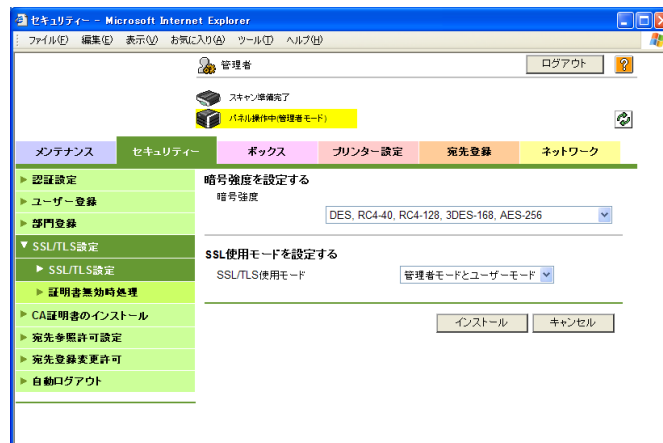 セキュリティー - Microsoft Internet Explorer
ファイル(F) 編集(E) 表示(V) お気に入り(A) ツール(T) ヘルプ(H)
管理者 ログアウト ?
スキャン準備完了
パネル操作中(管理者モード)
メンテナンス セキュリティー ボックス プリンター設定 宛先登録 ネットワーク
認証設定
ユーザー登録
部門登録
SSL/TLS設定
SSL/TLS設定
証明書無効時処理
CA証明書のインストール
宛先参照許可設定
宛先登録変更許可
自動ログアウト
暗号強度を設定する
暗号強度
DES, RC4-40, RC4-128, 3DES-168, AES-256
SSL使用モードを設定する
SSL/TLS使用モード 管理者モードとユーザーモード
インストール キャンセル